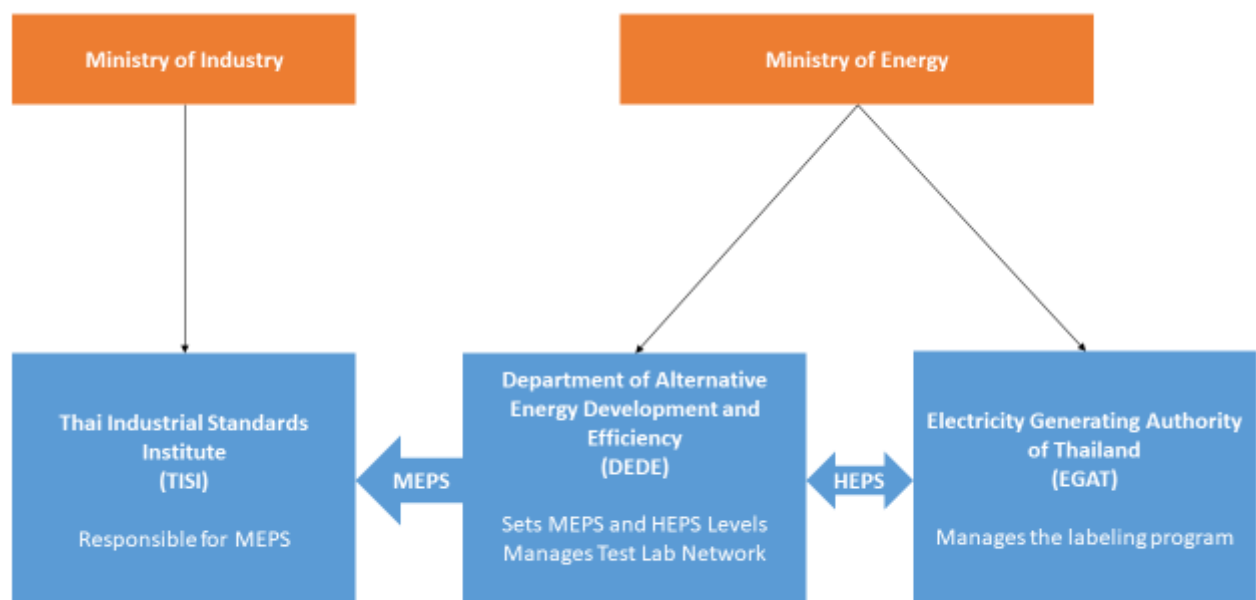 Ministry of Industry
Ministry of Energy
Thai Industrial Standards
Institute
(TISI)
Responsible for MEPS
MEPS
Department of Alternative
Energy Development and
Efficiency
(DEDE)
Sets MEPS and HEPS Levels
Manages Test Lab Network
HEPS
Electricity Generating Authority
of Thailand
(EGAT)
Manages the labeling program